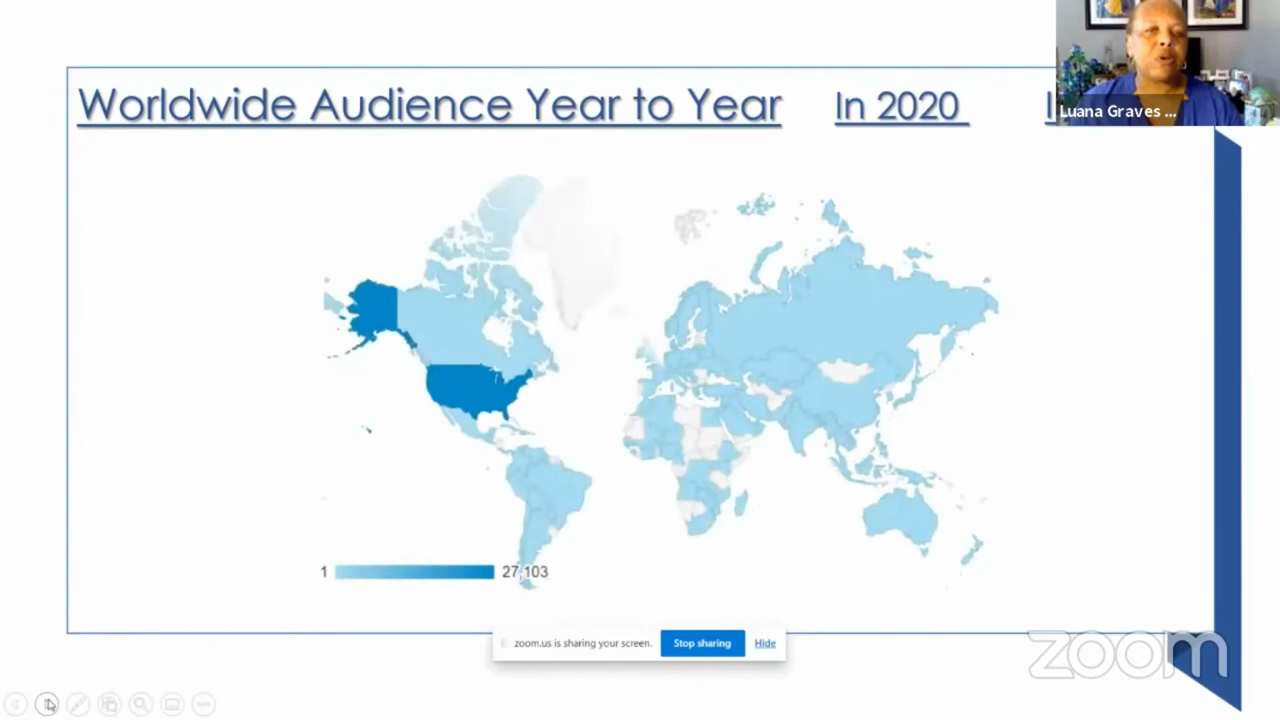 Worldwide Audience Year to Year In 2020
Luana Graves ...
1 27,103
zoom.us is sharing your screen. Stop sharing Hide
zoom